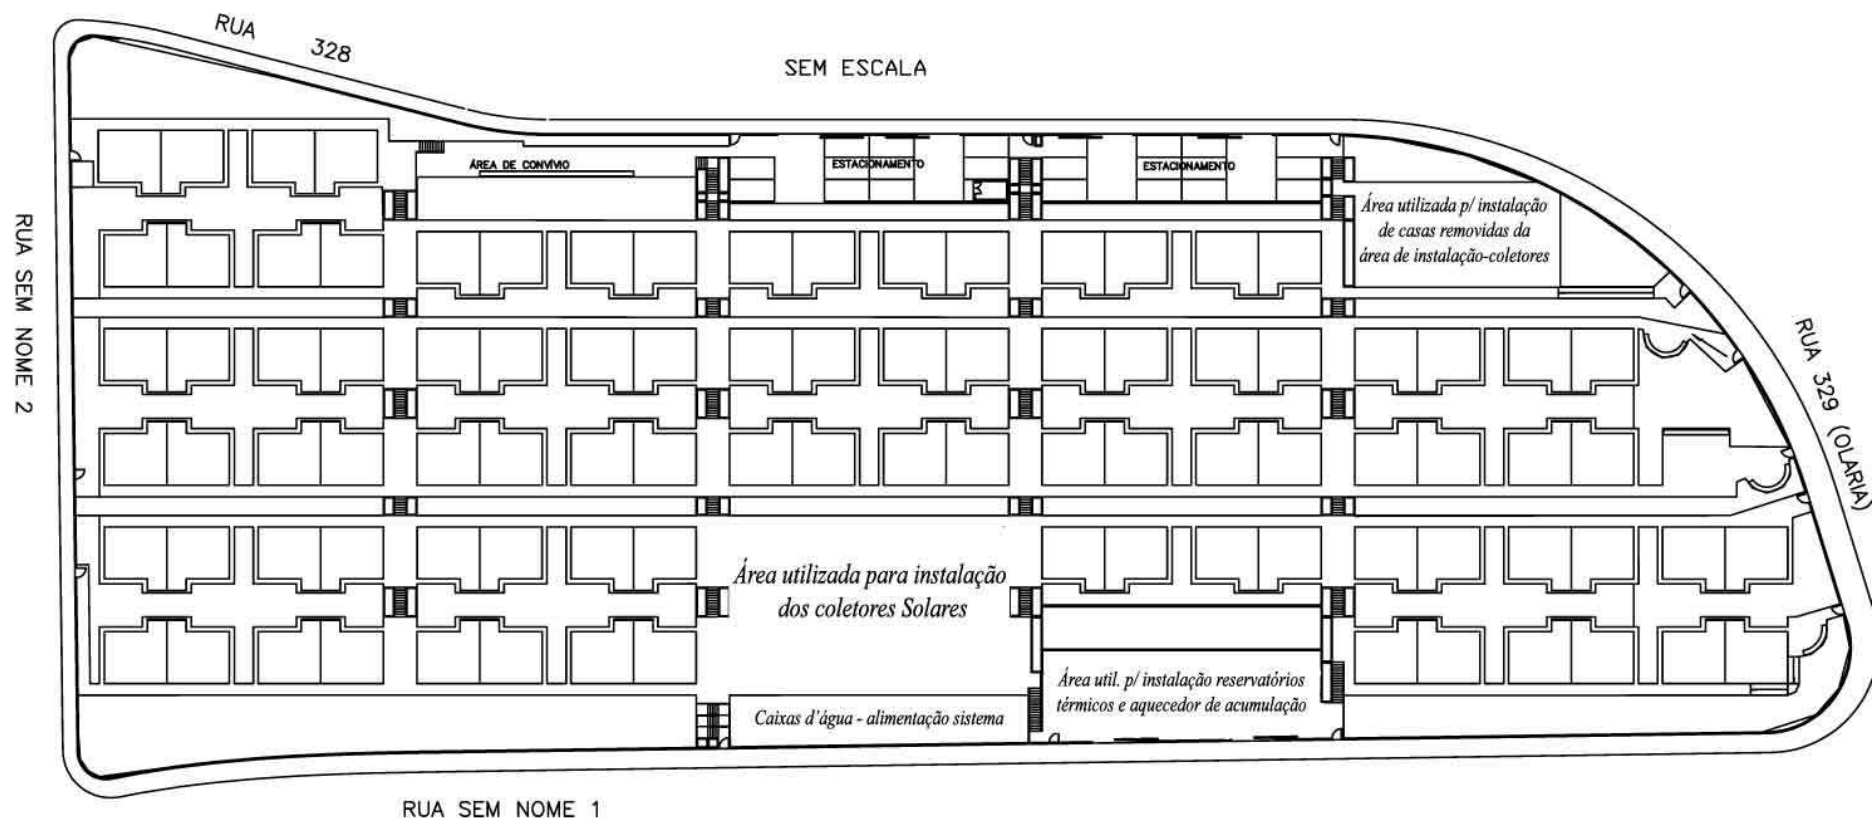 RUA 328
SEM ESCALA
ÁREA DE CONVÍVIO
ESTACIONAMENTO
ESTACIONAMENTO
Área utilizada p/ instalação
de casas removidas da
área de instalação-coletores
RUA SEM NOME 2
RUA 329 (OLARIA)
Área utilizada para instalação
dos coletores Solares
Área util. p/ instalação reservatórios
térmicos e aquecedor de acumulação
Caixas d'água - alimentação sistema
RUA SEM NOME 1